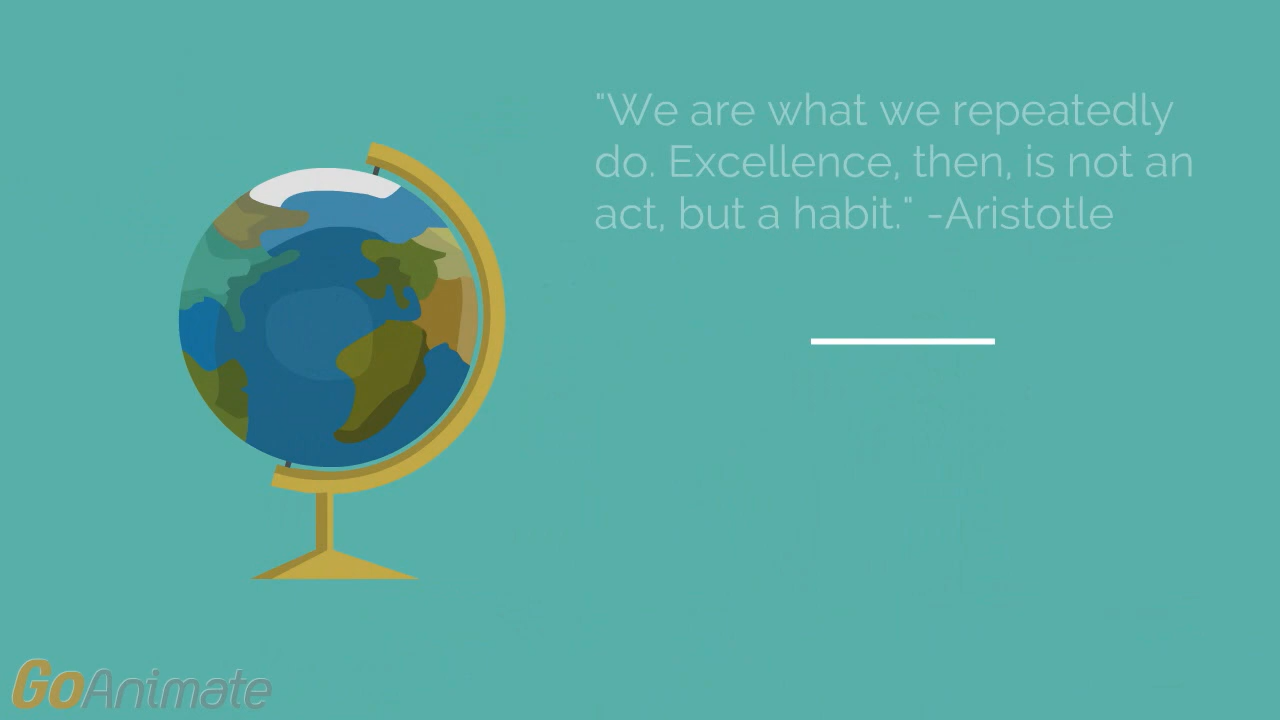 "We are what we repeatedly
do. Excellence, then, is not an
act, but a habit." -Aristotle
GoAnimate